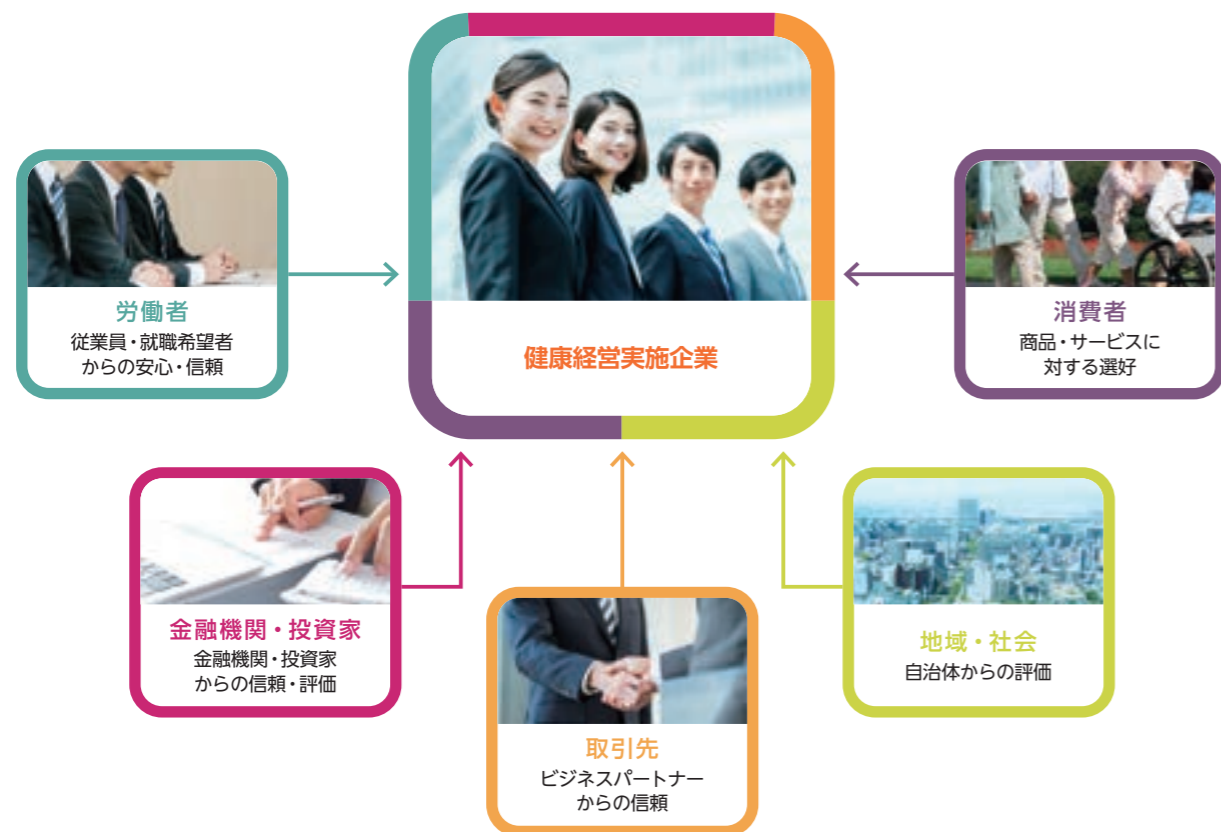 健康経営実施企業
労働者
従業員・就職希望者
からの安心・信頼
消費者
商品・サービスに
対する選好
金融機関・投資家
金融機関・投資家
からの信頼・評価
取引先
ビジネスパートナー
からの信頼
地域・社会
自治体からの評価